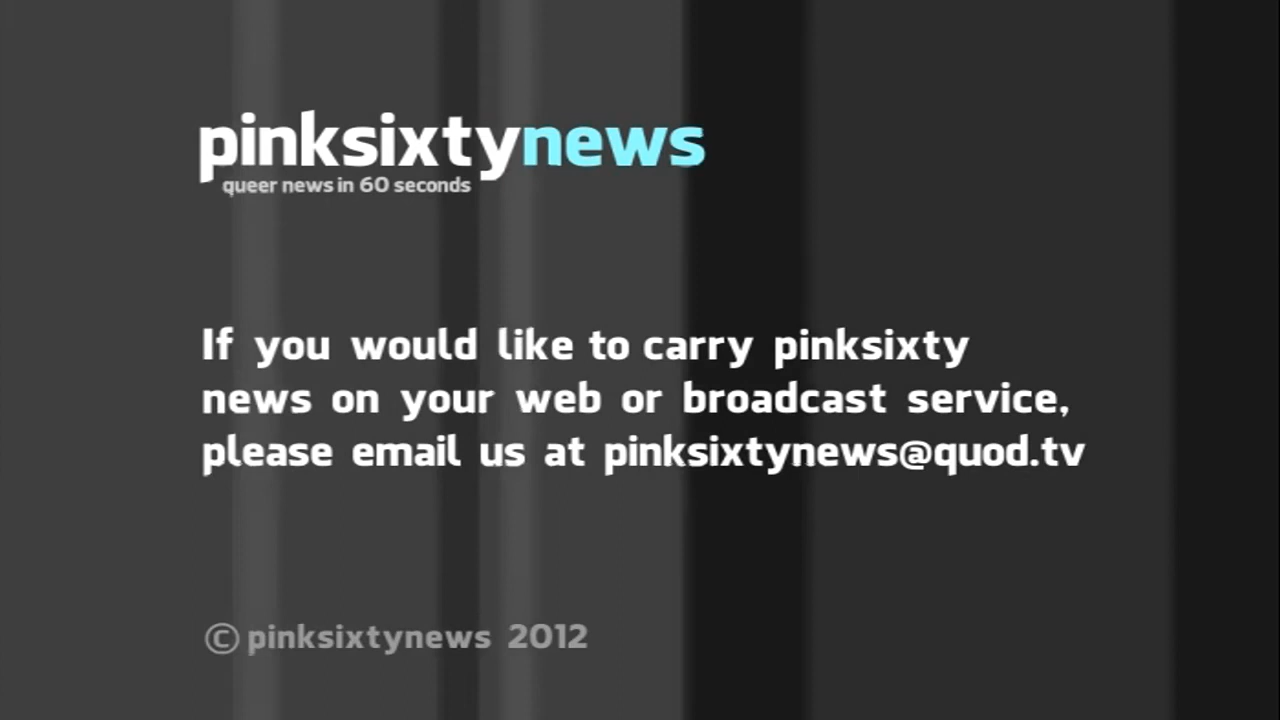 pinksixtynews
queer news in 60 seconds
If you would like to carry pinksixty
news on your web or broadcast service,
please email us at pinksixtynews@quod.tv
© pinksixtynews 2012